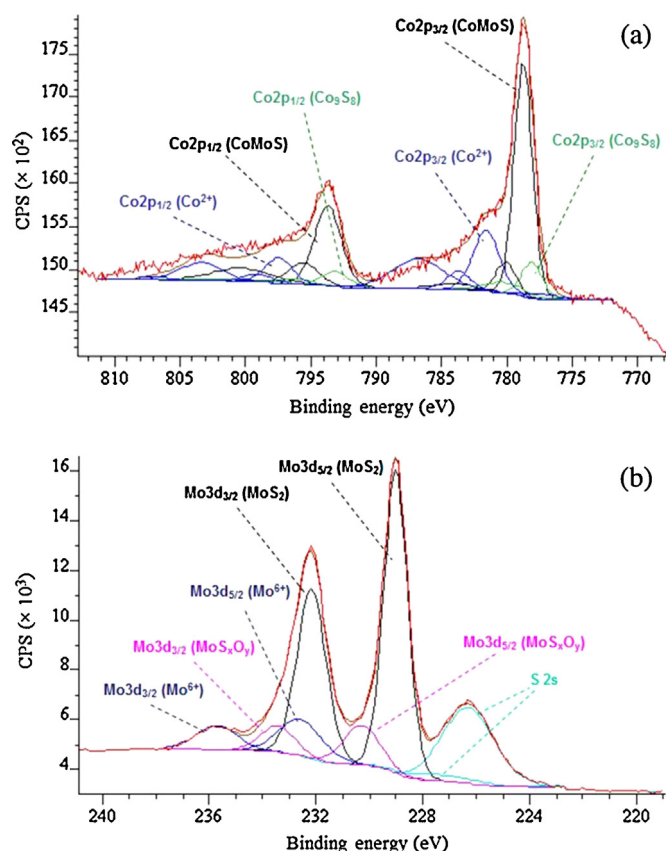 (a)
Co2p3/2 (CoMoS)
Co2p1/2 (Co9S8)
Co2p1/2 (CoMoS)
Co2p3/2 (Co2+)
Co2p3/2 (Co9S8)
Co2p1/2 (Co2+)
CPS (× 10²)
175
170
165
160
155
150
145
810 805 800 795 790 785 780 775 770
Binding energy (eV)
(b)
Mo3d5/2 (MoS2)
Mo3d3/2 (MoS2)
Mo3d5/2 (Mo6+)
Mo3d3/2 (MoSxOy)
Mo3d5/2 (MoSxOy)
Mo3d3/2 (Mo6+)
S 2s
CPS (× 10³)
16
14
12
10
8
6
4
240 236 232 228 224 220
Binding energy (eV)